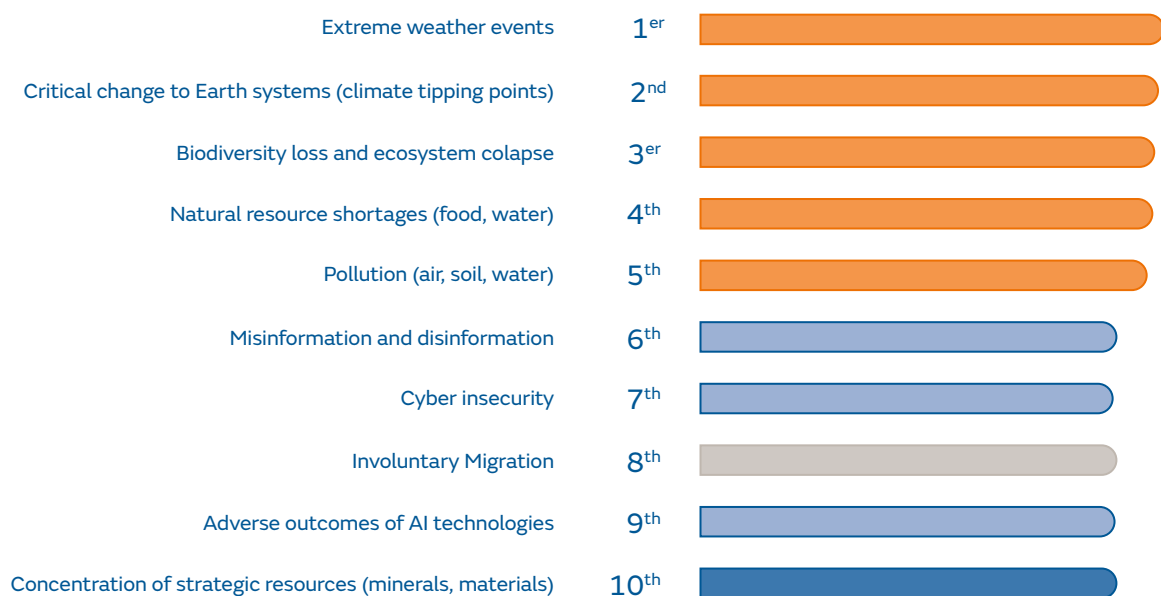 Extreme weather events 1er
Critical change to Earth systems (climate tipping points) 2nd
Biodiversity loss and ecosystem colapse 3er
Natural resource shortages (food, water) 4th
Pollution (air, soil, water) 5th
Misinformation and disinformation 6th
Cyber insecurity 7th
Involuntary Migration 8th
Adverse outcomes of AI technologies 9th
Concentration of strategic resources (minerals, materials) 10th